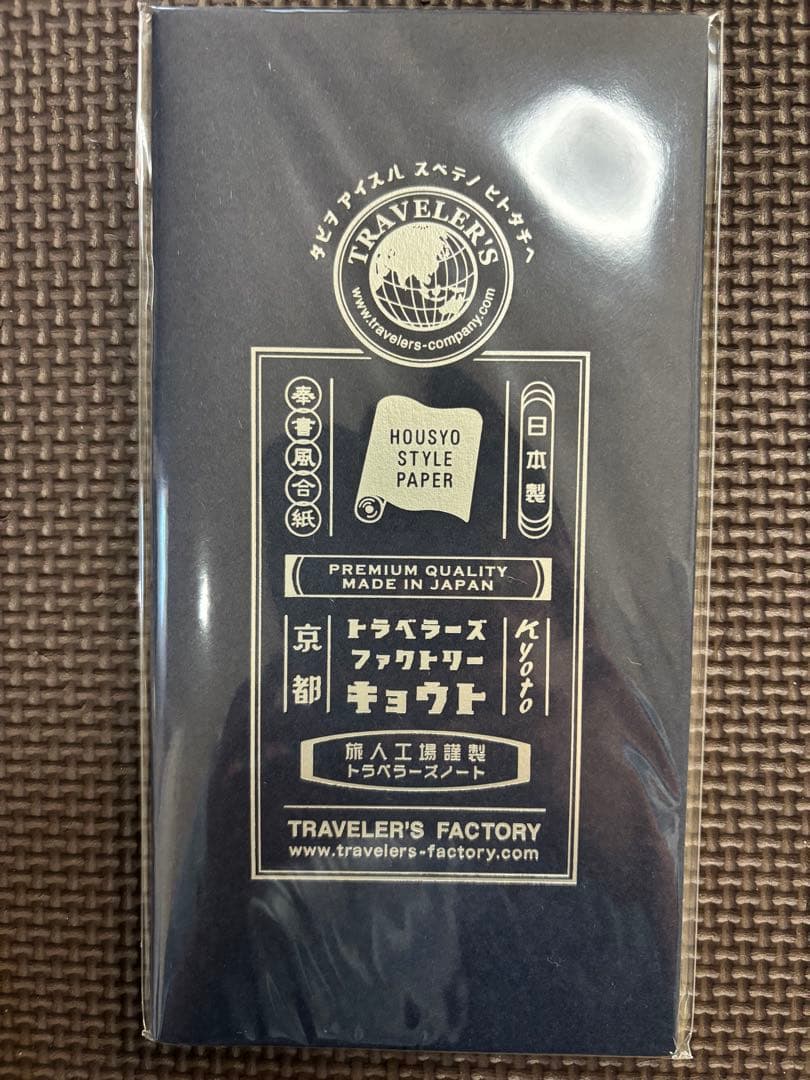 タビヲ アイスル スベテノ ヒトタチヘ
TRAVELER'S
www.travelers-company.com
奉書風合紙
HOUSYO
STYLE
PAPER
日本製
PREMIUM QUALITY
MADE IN JAPAN
京都
トラベラーズ
ファクトリー
キョウト
Kyoto
旅人工場謹製
トラベラーズノート
TRAVELER'S FACTORY
www.travelers-factory.com